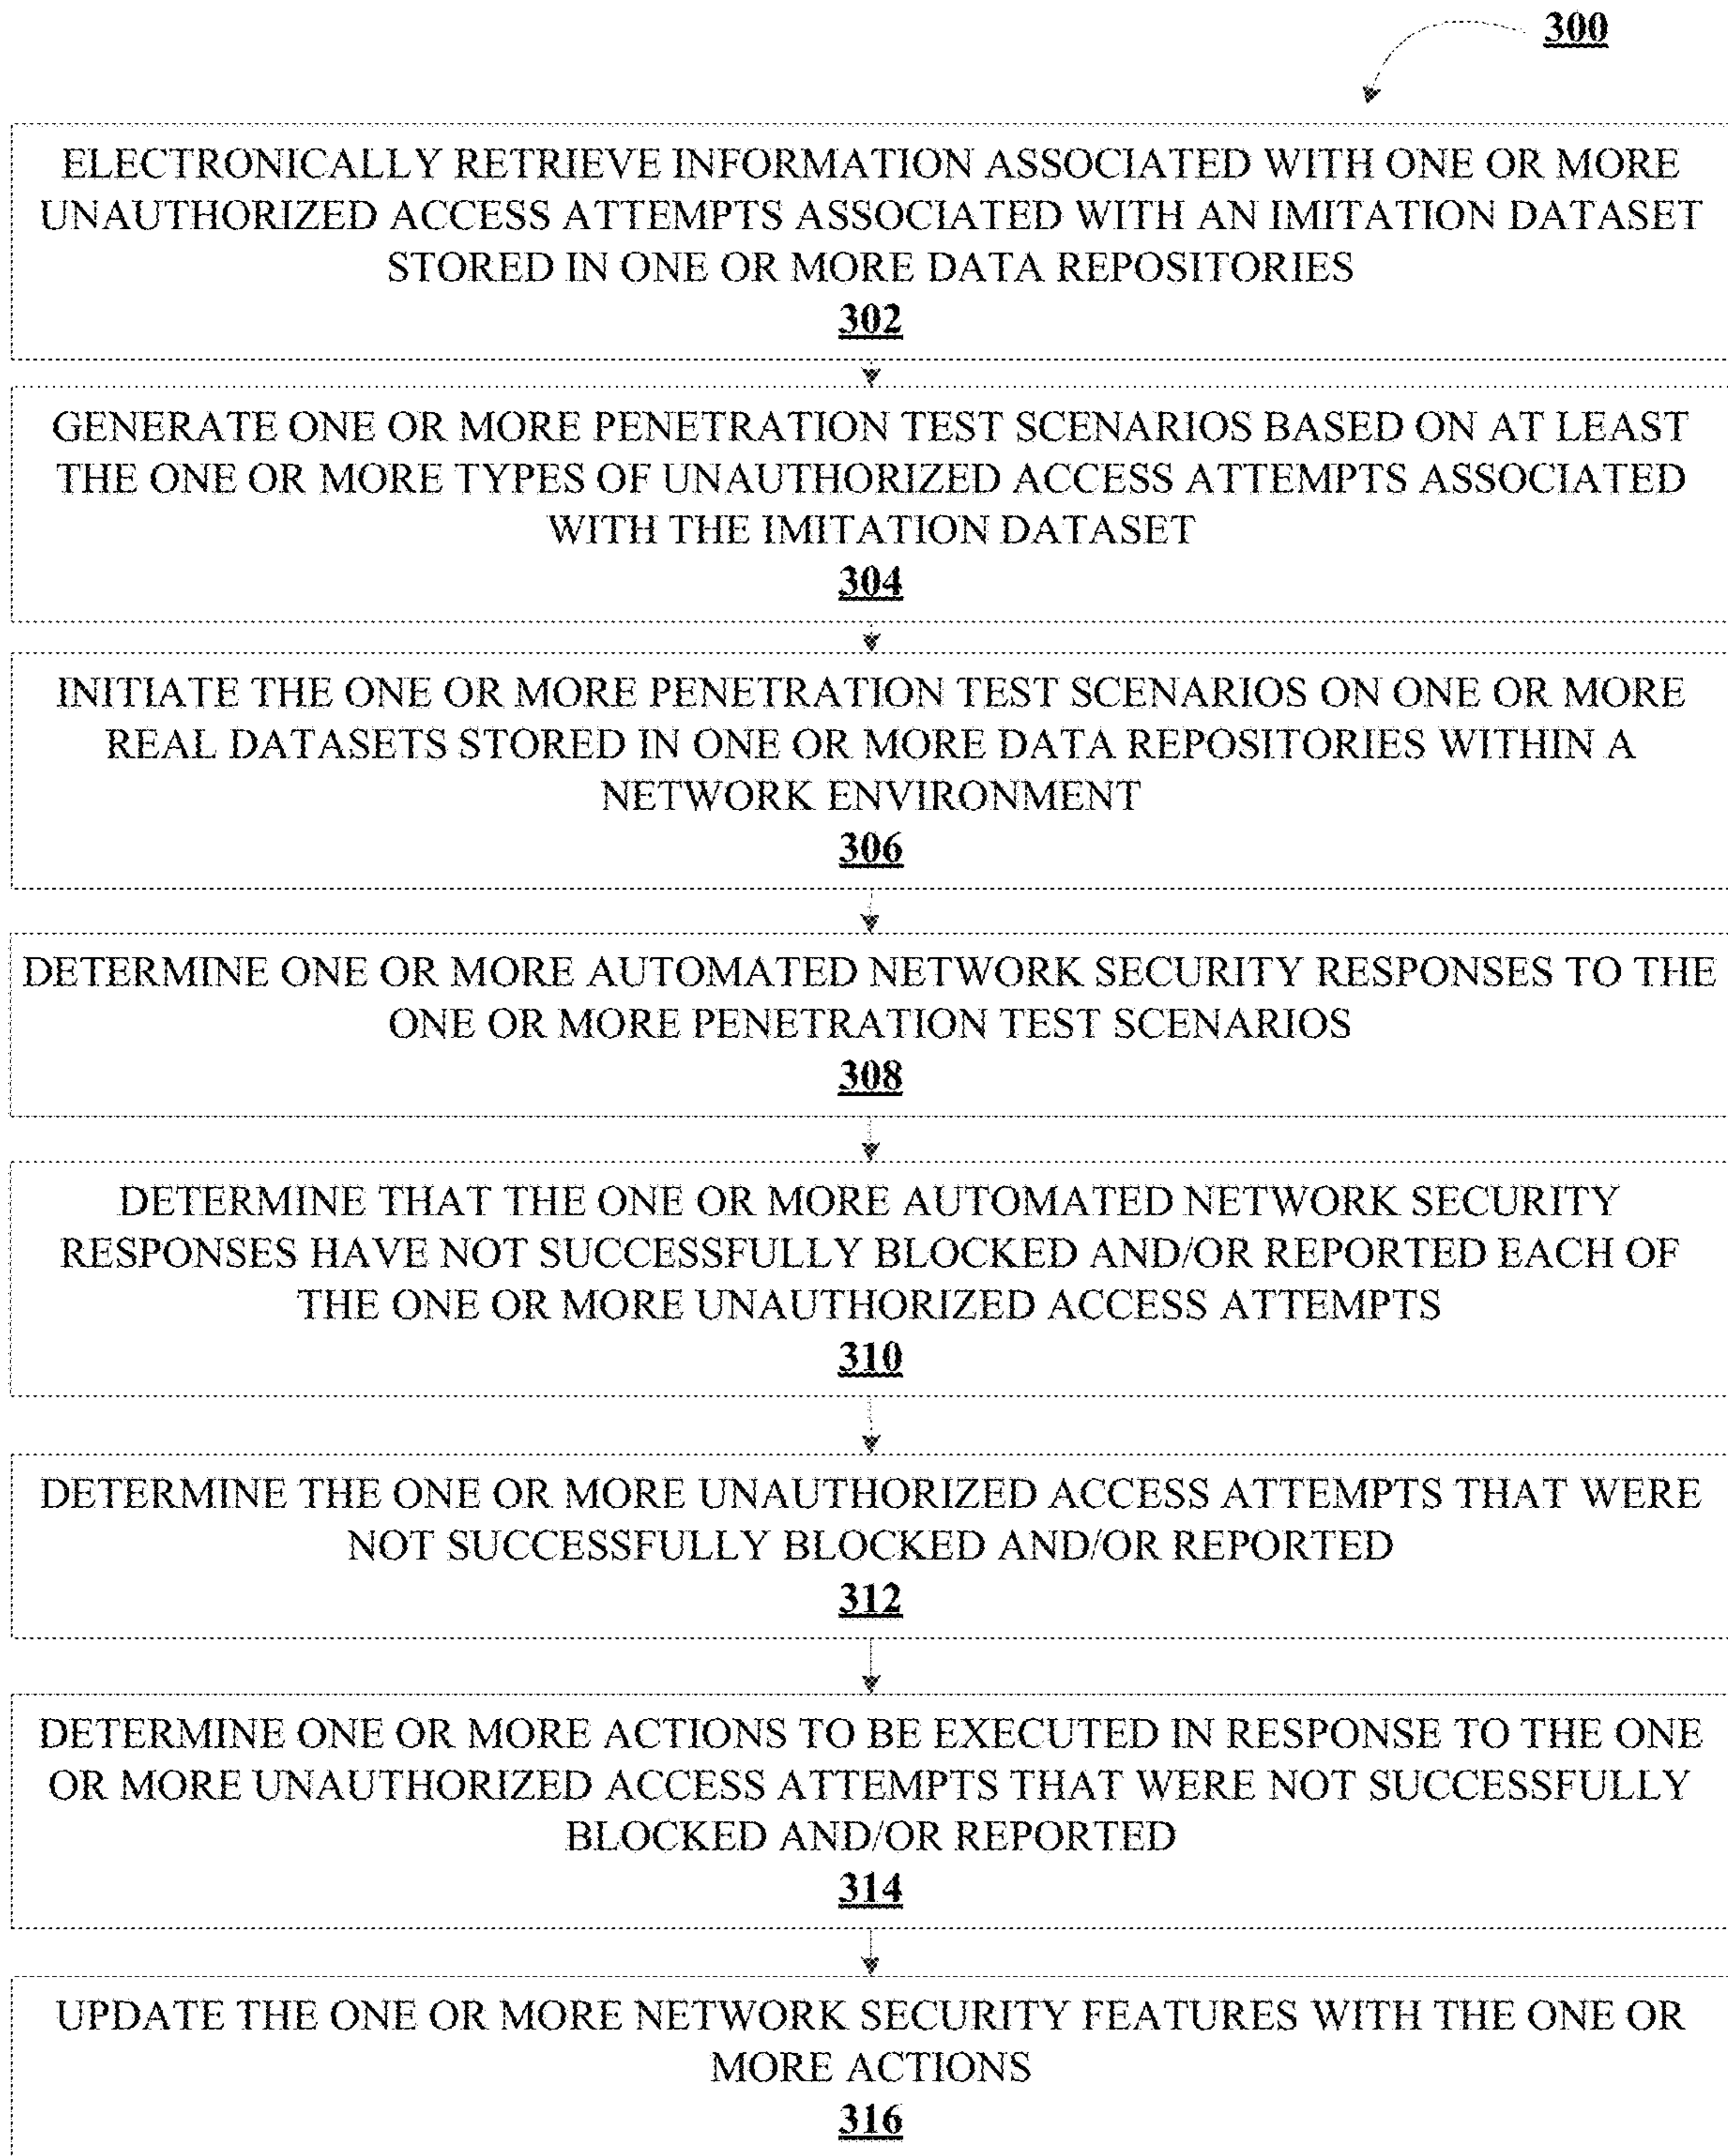 300
ELECTRONICALLY RETRIEVE INFORMATION ASSOCIATED WITH ONE OR MORE
UNAUTHORIZED ACCESS ATTEMPTS ASSOCIATED WITH AN IMITATION DATASET
STORED IN ONE OR MORE DATA REPOSITORIES
302
GENERATE ONE OR MORE PENETRATION TEST SCENARIOS BASED ON AT LEAST
THE ONE OR MORE TYPES OF UNAUTHORIZED ACCESS ATTEMPTS ASSOCIATED
WITH THE IMITATION DATASET
304
INITIATE THE ONE OR MORE PENETRATION TEST SCENARIOS ON ONE OR MORE
REAL DATASETS STORED IN ONE OR MORE DATA REPOSITORIES WITHIN A
NETWORK ENVIRONMENT
306
DETERMINE ONE OR MORE AUTOMATED NETWORK SECURITY RESPONSES TO THE
ONE OR MORE PENETRATION TEST SCENARIOS
308
DETERMINE THAT THE ONE OR MORE AUTOMATED NETWORK SECURITY
RESPONSES HAVE NOT SUCCESSFULLY BLOCKED AND/OR REPORTED EACH OF
THE ONE OR MORE UNAUTHORIZED ACCESS ATTEMPTS
310
DETERMINE THE ONE OR MORE UNAUTHORIZED ACCESS ATTEMPTS THAT WERE
NOT SUCCESSFULLY BLOCKED AND/OR REPORTED
312
DETERMINE ONE OR MORE ACTIONS TO BE EXECUTED IN RESPONSE TO THE ONE
OR MORE UNAUTHORIZED ACCESS ATTEMPTS THAT WERE NOT SUCCESSFULLY
BLOCKED AND/OR REPORTED
314
UPDATE THE ONE OR MORE NETWORK SECURITY FEATURES WITH THE ONE OR
MORE ACTIONS
316